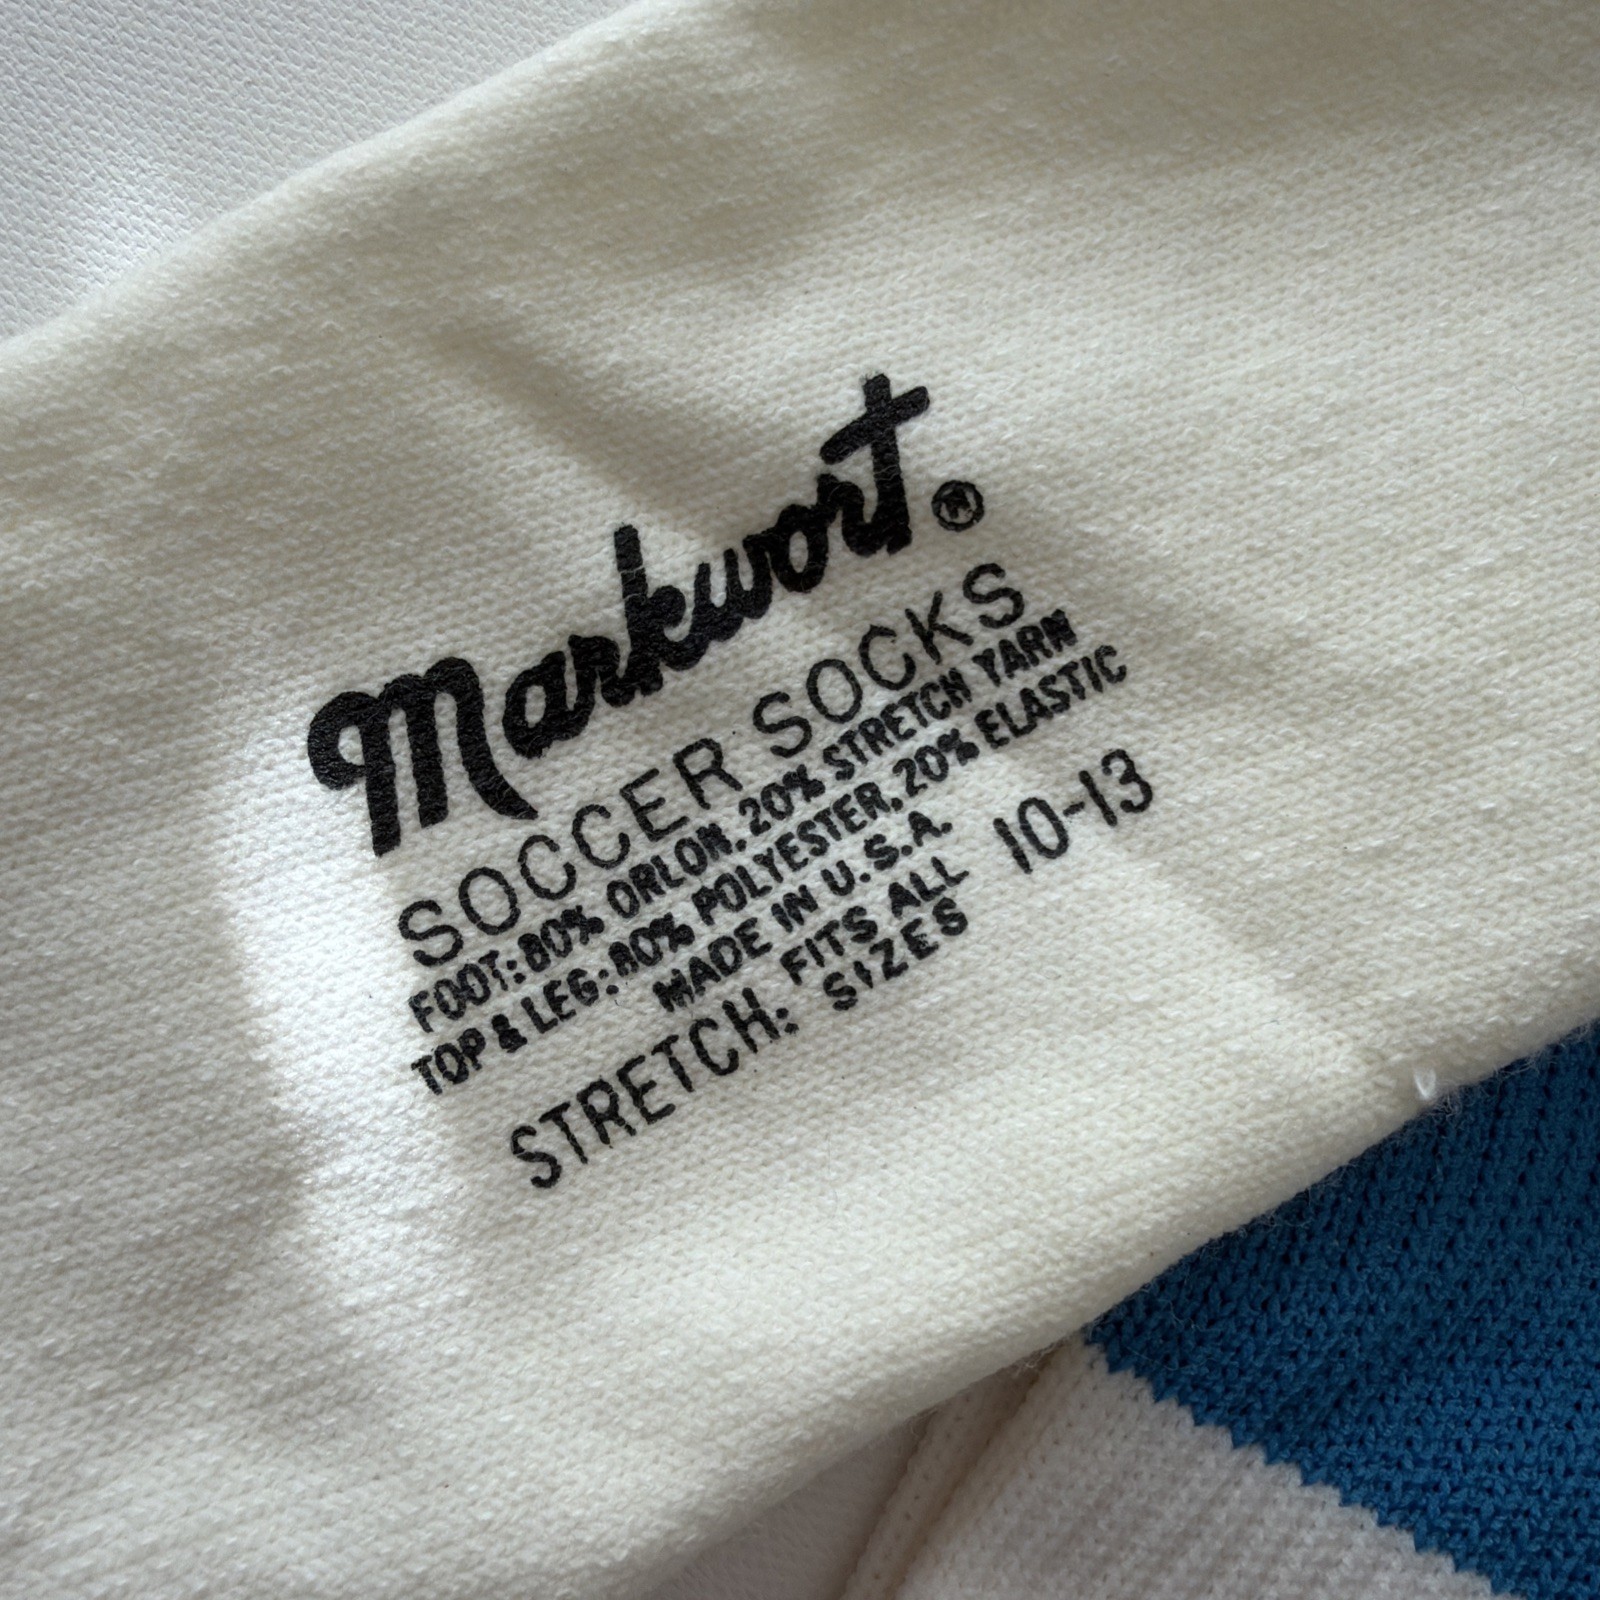 Markwort®
SOCCER SOCKS
FOOT: 80% ORLON, 20% STRETCH YARN
TOP & LEG: 80% POLYESTER, 20% ELASTIC
MADE IN U.S.A.
STRETCH: FITS ALL SIZES 10-13